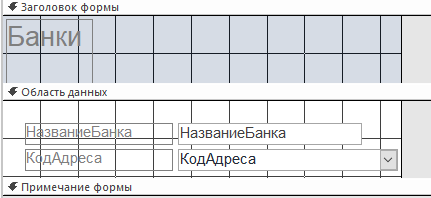 Заголовок формы
Банки
Область данных
НазваниеБанка НазваниеБанка
КодАдреса КодАдреса
Примечание формы